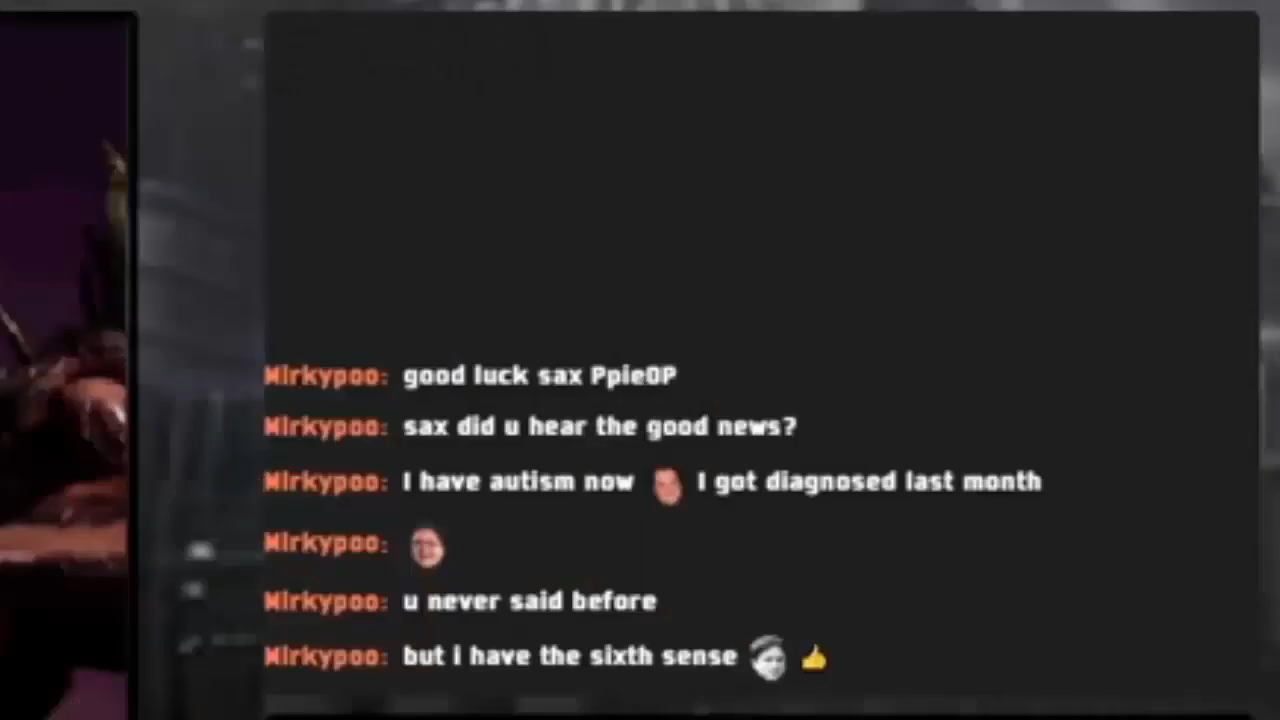 Mirkypoo: good luck sax PpieOP
Mirkypoo: sax did u hear the good news?
Mirkypoo: I have autism now I got diagnosed last month
Mirkypoo:
Mirkypoo: u never said before
Mirkypoo: but i have the sixth sense 👍